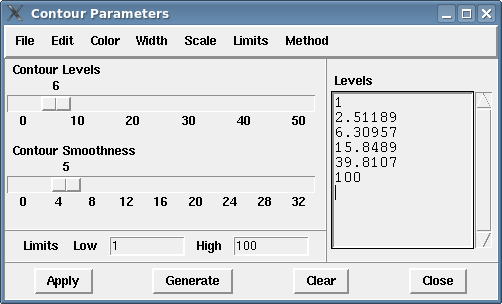 Contour Parameters
File Edit Color Width Scale Limits Method
Contour Levels
6
0 10 20 30 40 50
Contour Smoothness
5
0 4 8 12 16 20 24 28 32
Limits Low 1 High 100
Levels
1
2.51189
6.30957
15.8489
39.8107
100
Apply Generate Clear Close